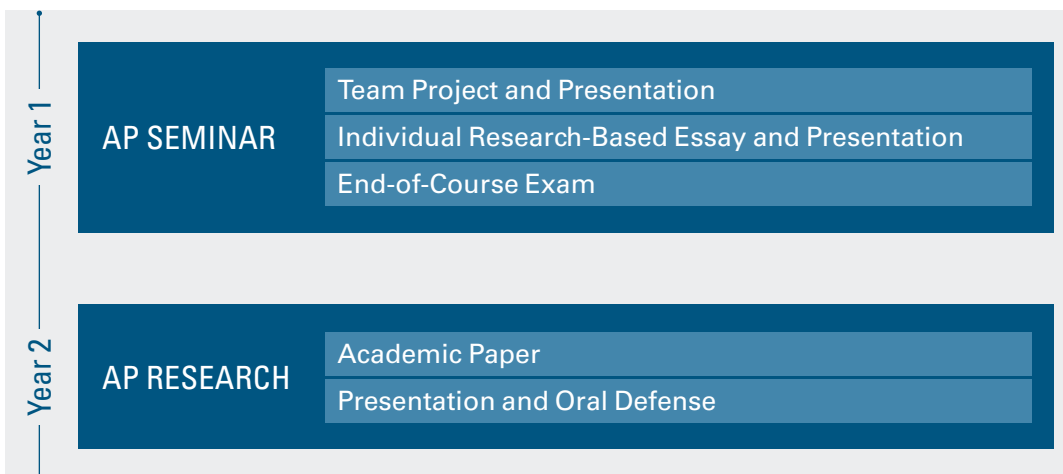 Year 1
AP SEMINAR
Team Project and Presentation
Individual Research-Based Essay and Presentation
End-of-Course Exam
Year 2
AP RESEARCH
Academic Paper
Presentation and Oral Defense